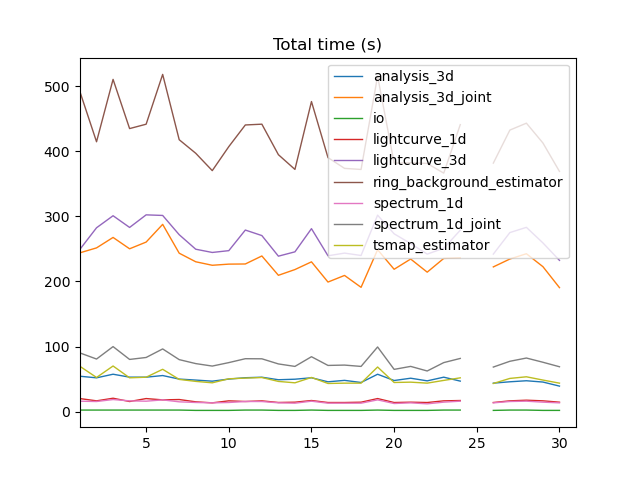 Total time (s)
500
400
300
200
100
0
5
10
15
20
25
30
analysis_3d
analysis_3d_joint
io
lightcurve_1d
lightcurve_3d
ring_background_estimator
spectrum_1d
spectrum_1d_joint
tsmap_estimator